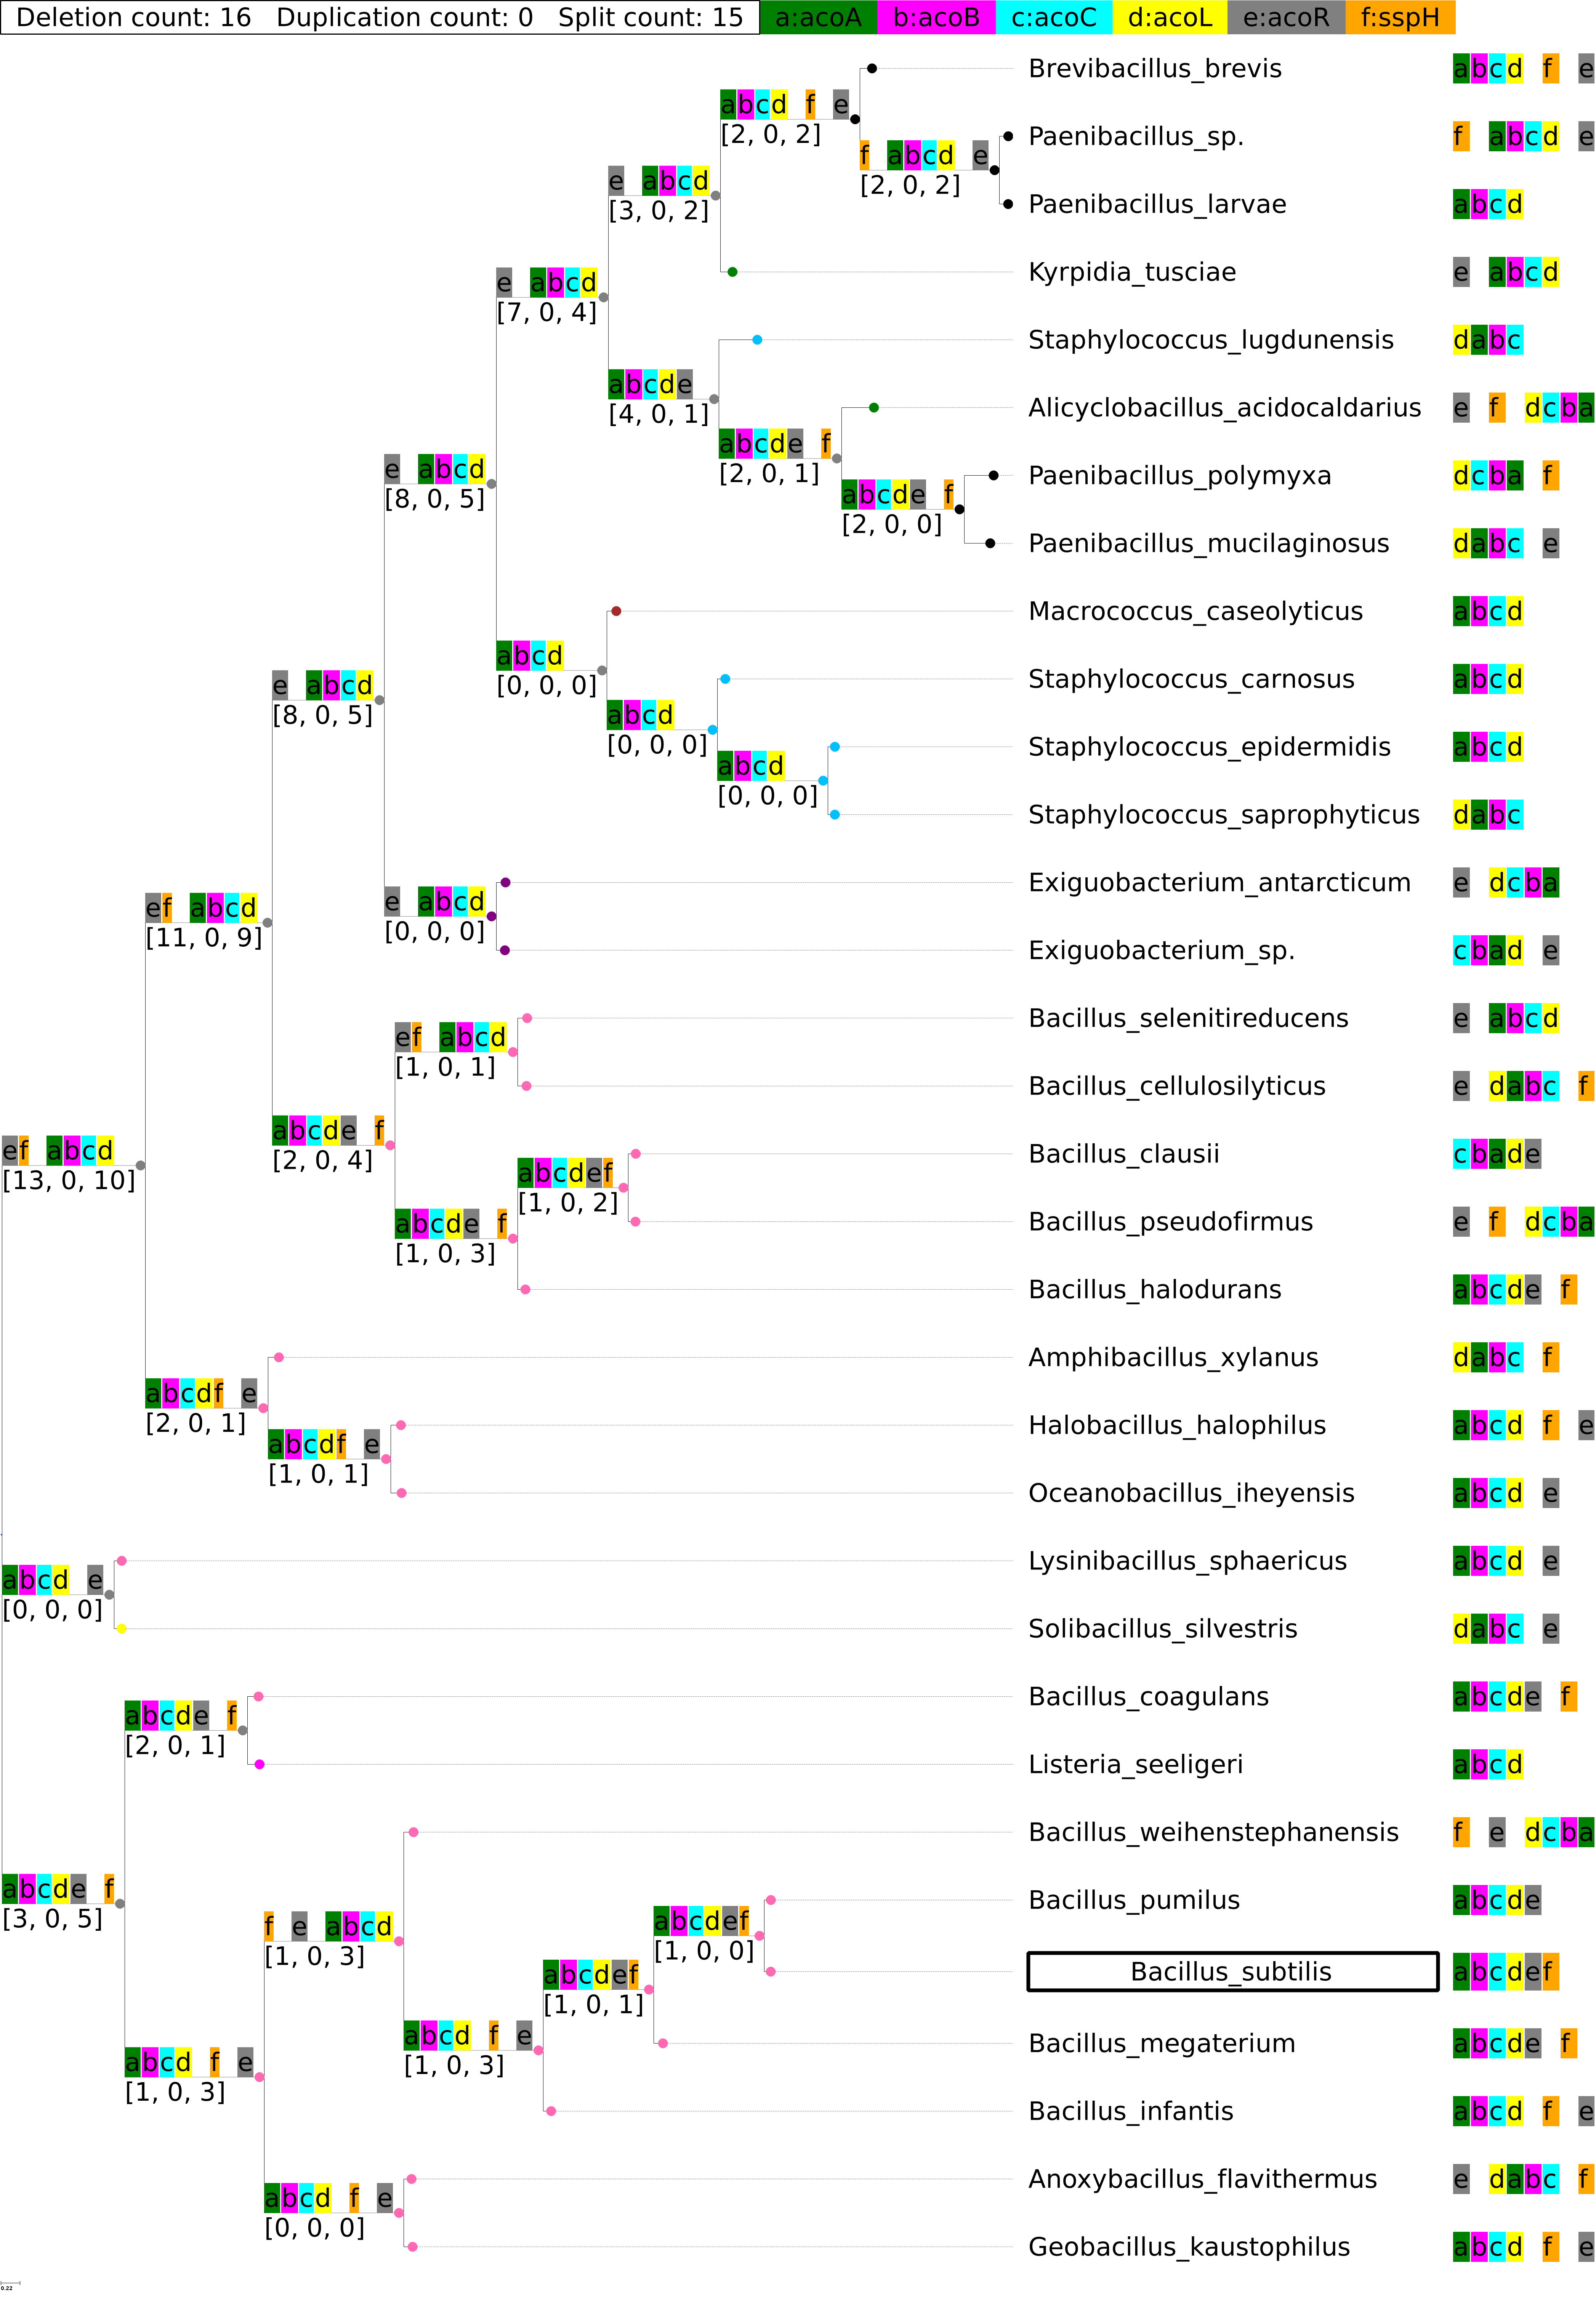 Deletion count: 16 Duplication count: 0 Split count: 15 a:acoA b:acoB c:acoC d:acoL e:acoR f:sspH
Brevibacillus_brevis abcd f e
abcd f e
[2, 0, 2]
Paenibacillus_sp. f abcd e
f abcd e
[2, 0, 2]
e abcd
[3, 0, 2]
Paenibacillus_larvae abcd
Kyrpidia_tusciae e abcd
e abcd
[7, 0, 4]
Staphylococcus_lugdunensis dabc
abcde
[4, 0, 1]
Alicyclobacillus_acidocaldarius e f dcba
abcde f
[2, 0, 1]
e abcd
[8, 0, 5]
Paenibacillus_polymyxa dcba f
abcde f
[2, 0, 0]
Paenibacillus_mucilaginosus dabc e
Macrococcus_caseolyticus abcd
abcd
[0, 0, 0]
e abcd
[8, 0, 5]
Staphylococcus_carnosus abcd
abcd
[0, 0, 0]
Staphylococcus_epidermidis abcd
abcd
[0, 0, 0]
Staphylococcus_saprophyticus dabc
Exiguobacterium_antarcticum e dcba
ef abcd
[11, 0, 9]
e abcd
[0, 0, 0]
Exiguobacterium_sp. cbad e
Bacillus_selenitireducens e abcd
ef abcd
[1, 0, 1]
Bacillus_cellulosilyticus e dabc f
abcde f
[2, 0, 4]
ef abcd
[13, 0, 10]
Bacillus_clausii cbade
abcdef
[1, 0, 2]
Bacillus_pseudofirmus e f dcba
abcde f
[1, 0, 3]
Bacillus_halodurans abcde f
Amphibacillus_xylanus dabc f
abcdf e
[2, 0, 1]
Halobacillus_halophilus abcd f e
abcdf e
[1, 0, 1]
Oceanobacillus_iheyensis abcd e
Lysinibacillus_sphaericus abcd e
abcd e
[0, 0, 0]
Solibacillus_silvestris dabc e
Bacillus_coagulans abcde f
abcde f
[2, 0, 1]
Listeria_seeligeri abcd
Bacillus_weihenstephanensis f e dcba
abcde f
[3, 0, 5]
Bacillus_pumilus abcde
f e abcd
[1, 0, 3]
abcdef
[1, 0, 0]
Bacillus_subtilis abcdef
abcdef
[1, 0, 1]
Bacillus_megaterium abcde f
abcd f e
[1, 0, 3]
abcd f e
[1, 0, 3]
Bacillus_infantis abcd f e
Anoxybacillus_flavithermus e dabc f
abcd f e
[0, 0, 0]
Geobacillus_kaustophilus abcd f e
0.22